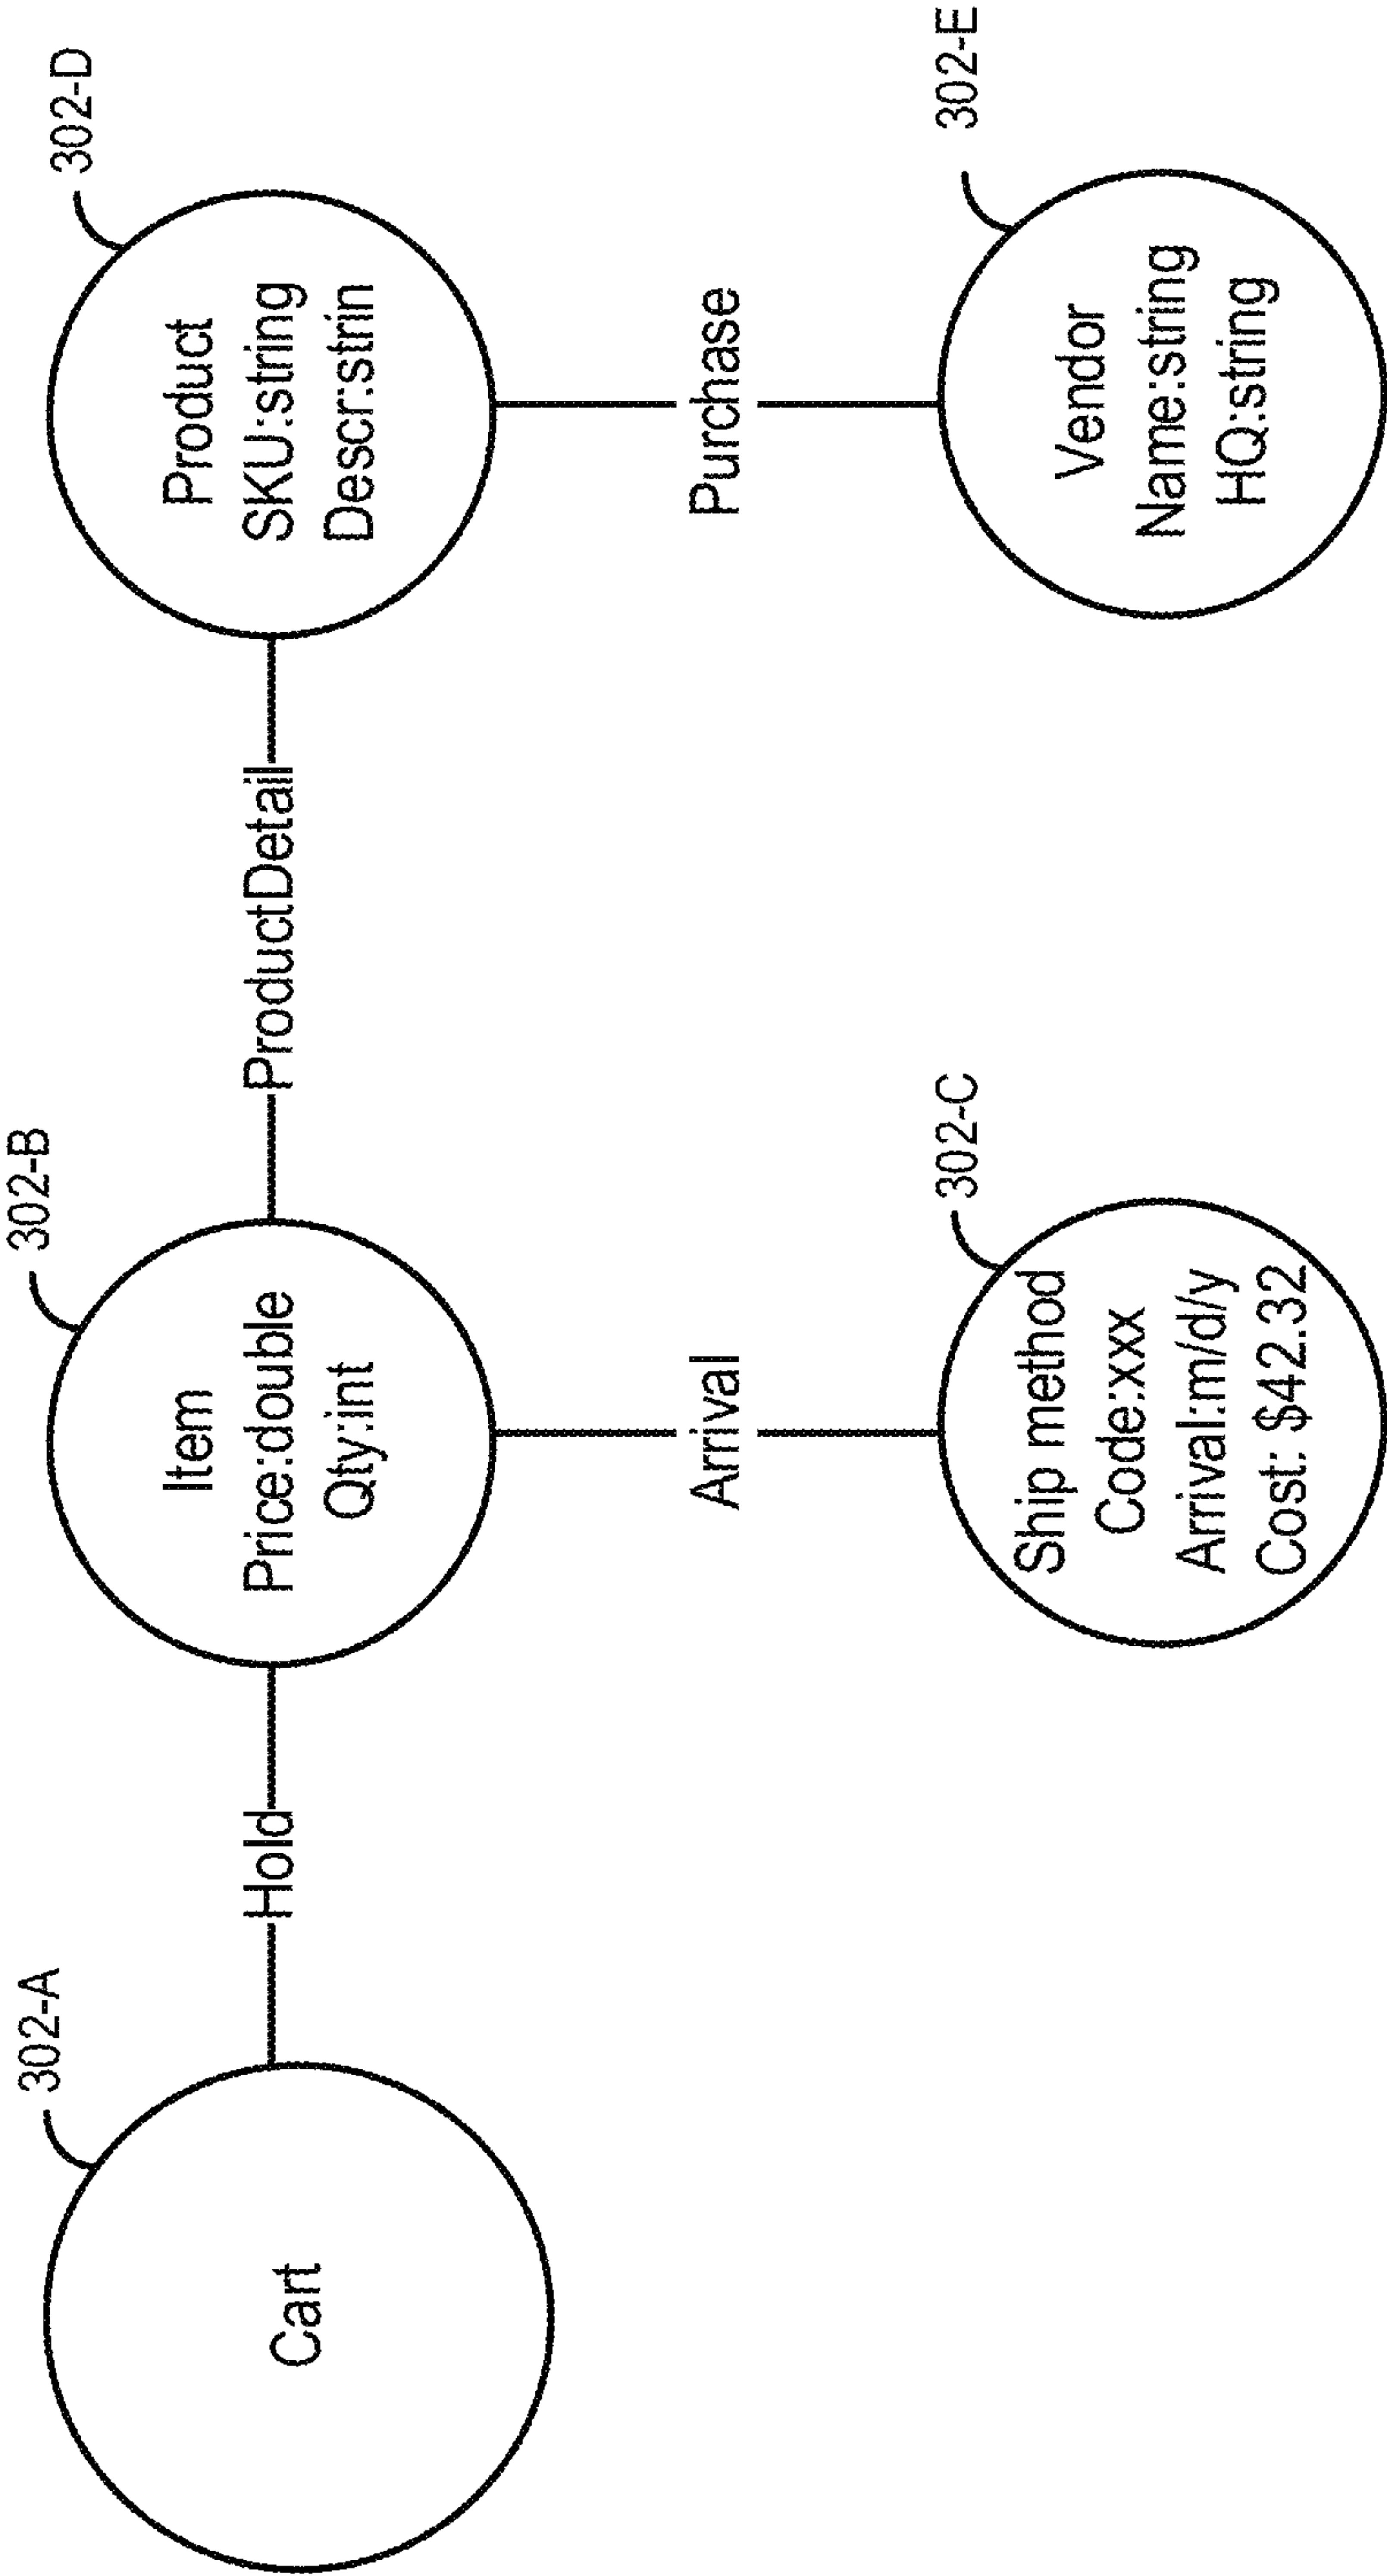 302-A
Cart
Hold
302-B
Item
Price:double
Qty:int
ProductDetail
302-D
Product
SKU:string
Descr:strin
Arrival
Purchase
302-C
Ship method
Code:xxx
Arrival:m/d/y
Cost: $42.32
302-E
Vendor
Name:string
HQ:string